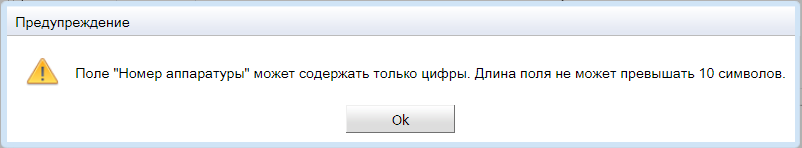 Предупреждение
Поле "Номер аппаратуры" может содержать только цифры. Длина поля не может превышать 10 символов.
Ok